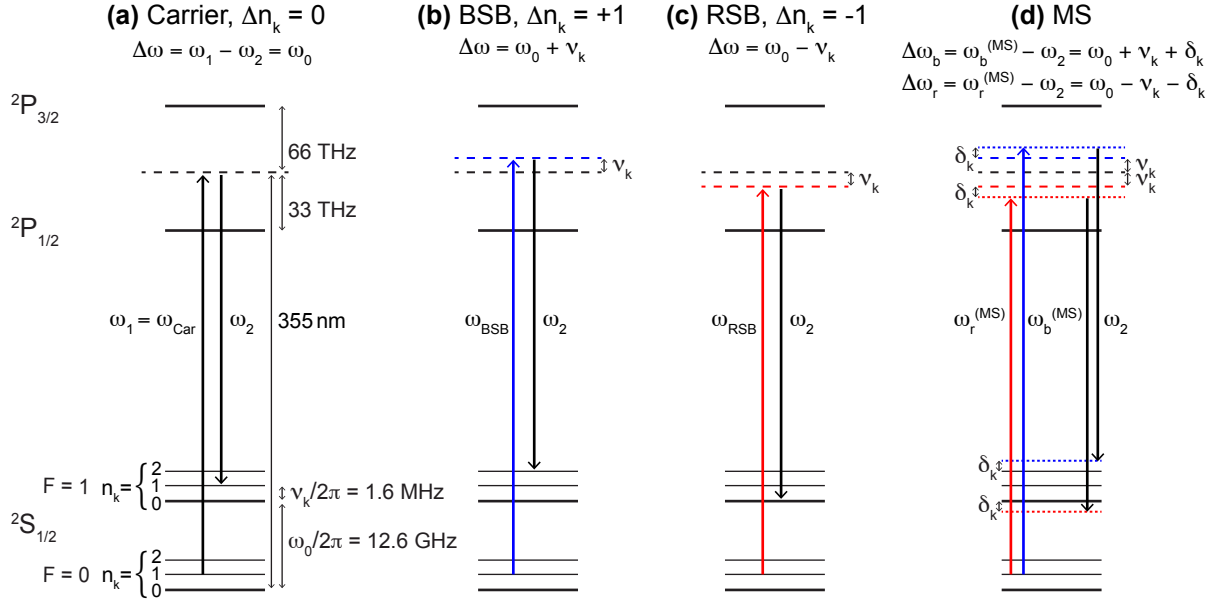 (a) Carrier, Δn_k = 0
Δω = ω_1 − ω_2 = ω_0
(b) BSB, Δn_k = +1
Δω = ω_0 + ν_k
(c) RSB, Δn_k = -1
Δω = ω_0 − ν_k
(d) MS
Δω_b = ω_b^(MS) − ω_2 = ω_0 + ν_k + δ_k
Δω_r = ω_r^(MS) − ω_2 = ω_0 − ν_k − δ_k
²P_3/2
66 THz
33 THz
²P_1/2
ω_1 = ω_Car
ω_2
355 nm
F = 1 n_k=
2
1
0
ν_k/2π = 1.6 MHz
²S_1/2
ω_0/2π = 12.6 GHz
F = 0 n_k=
2
1
0
ν_k
ω_BSB
ω_2
ν_k
ω_RSB
ω_2
δ_k
ν_k
ν_k
δ_k
ω_r^(MS)
ω_b^(MS)
ω_2
δ_k
δ_k